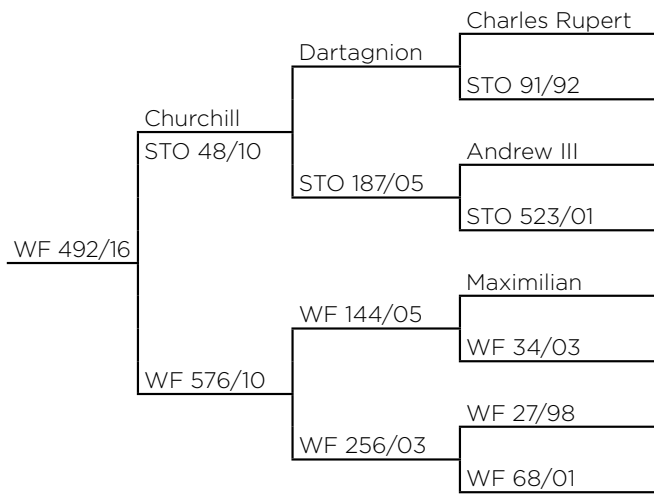 Charles Rupert
Dartagnion
STO 91/92
Churchill
STO 48/10
Andrew III
STO 187/05
STO 523/01
WF 492/16
Maximilian
WF 144/05
WF 34/03
WF 576/10
WF 27/98
WF 256/03
WF 68/01